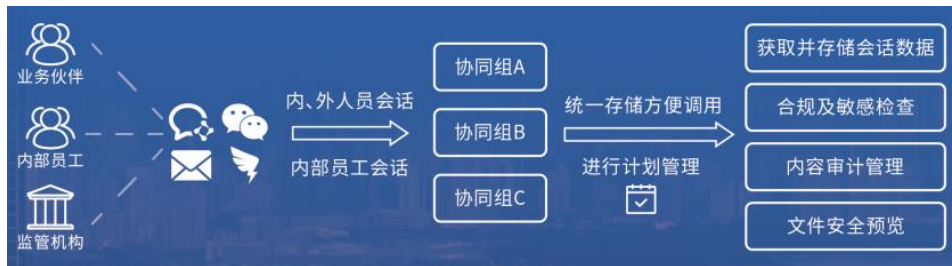 业务伙伴
内部员工
监管机构
内、外人员会话
内部员工会话
协同组A
协同组B
协同组C
统一存储方便调用
进行计划管理
获取并存储会话数据
合规及敏感检查
内容审计管理
文件安全预览